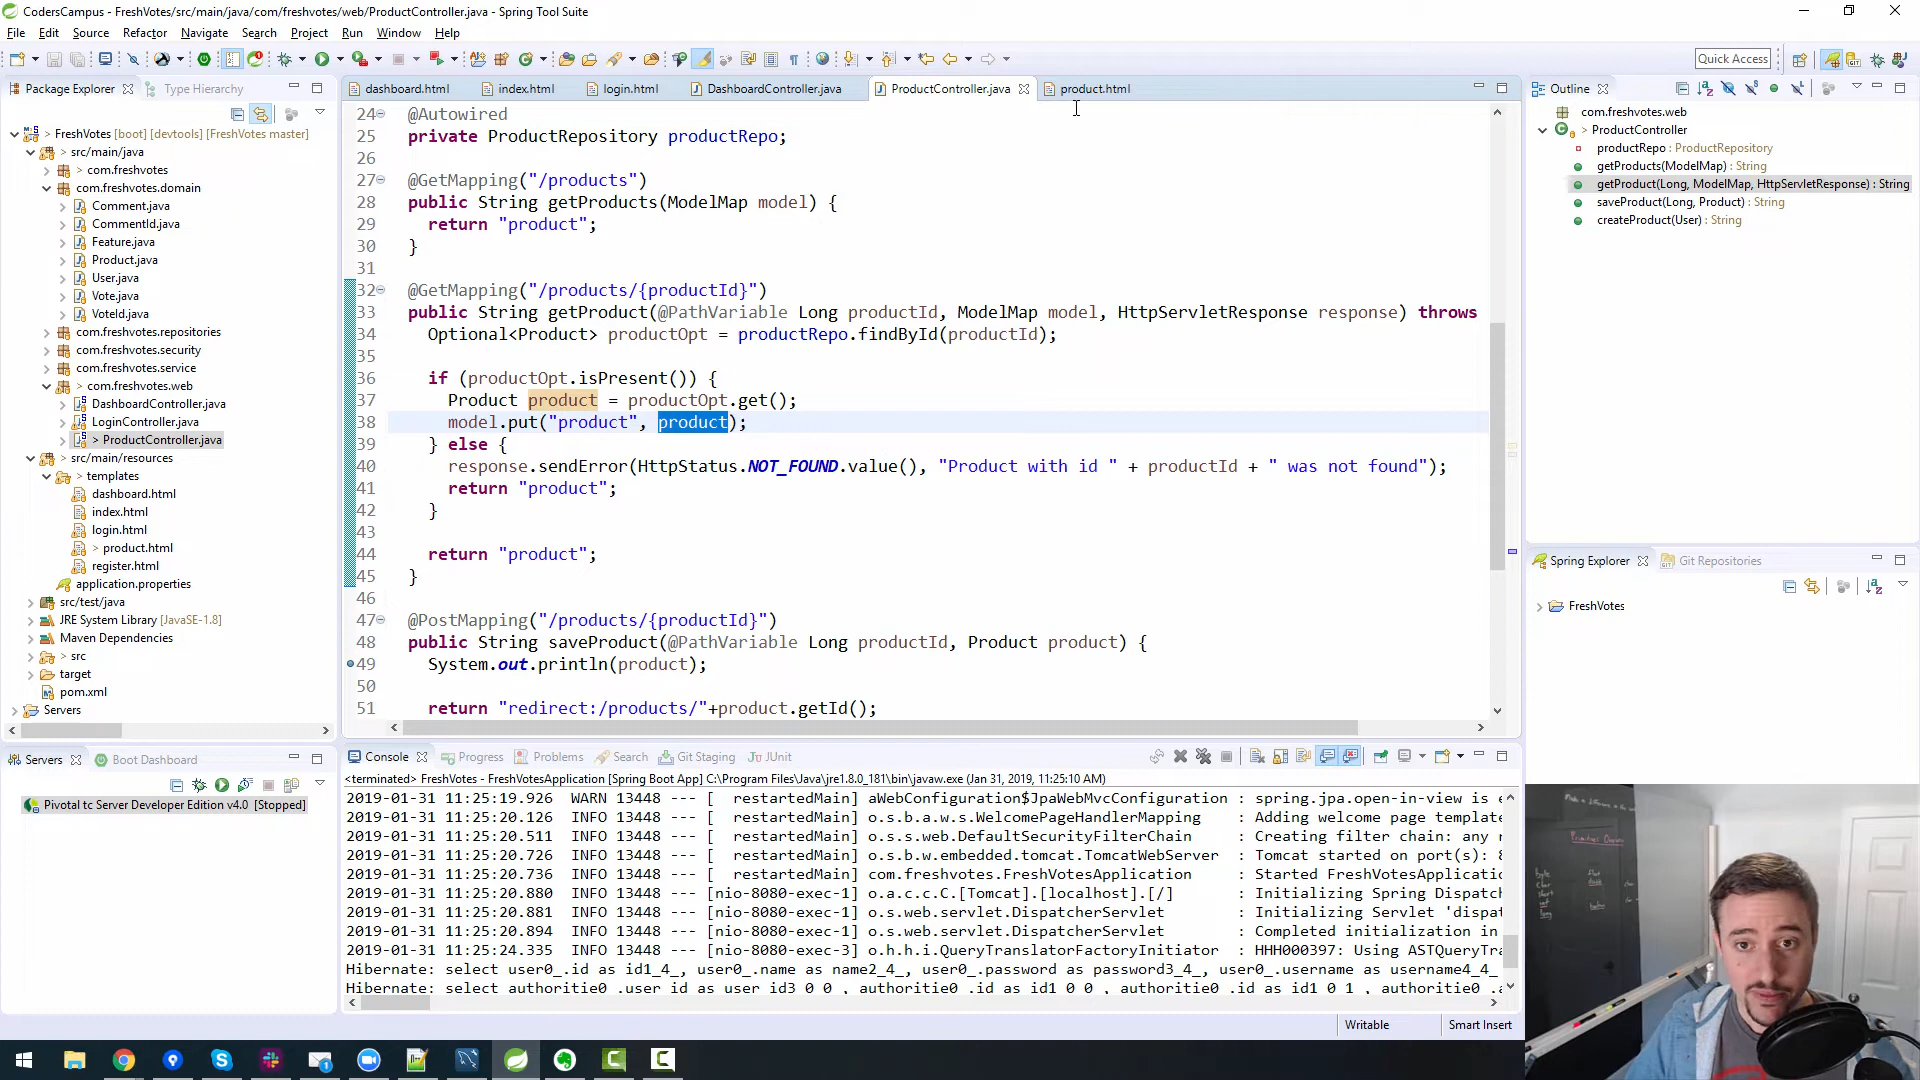 CodersCampus - FreshVotes/src/main/java/com/freshvotes/web/ProductController.java - Spring Tool Suite
File Edit Source Refactor Navigate Search Project Run Window Help
Quick Access
Package Explorer Type Hierarchy
FreshVotes [boot] [devtools] [FreshVotes master]
src/main/java
> com.freshvotes
com.freshvotes.domain
Comment.java
CommentId.java
Feature.java
Product.java
User.java
Vote.java
VoteId.java
com.freshvotes.repositories
com.freshvotes.security
com.freshvotes.service
> com.freshvotes.web
DashboardController.java
LoginController.java
> ProductController.java
src/main/resources
templates
dashboard.html
index.html
login.html
> product.html
register.html
application.properties
src/test/java
JRE System Library [JavaSE-1.8]
Maven Dependencies
> src
target
pom.xml
Servers
dashboard.html index.html login.html DashboardController.java ProductController.java product.html
24 @Autowired
25 private ProductRepository productRepo;
26
27 @GetMapping("/products")
28 public String getProducts(ModelMap model) {
29 return "product";
30 }
31
32 @GetMapping("/products/{productId}")
33 public String getProduct(@PathVariable Long productId, ModelMap model, HttpServletResponse response) throws
34 Optional<Product> productOpt = productRepo.findById(productId);
35
36 if (productOpt.isPresent()) {
37 Product product = productOpt.get();
38 model.put("product", product);
39 } else {
40 response.sendError(HttpStatus.NOT_FOUND.value(), "Product with id " + productId + " was not found");
41 return "product";
42 }
43
44 return "product";
45 }
46
47 @PostMapping("/products/{productId}")
48 public String saveProduct(@PathVariable Long productId, Product product) {
49 System.out.println(product);
50
51 return "redirect:/products/"+product.getId();
Outline
com.freshvotes.web
> ProductController
productRepo : ProductRepository
getProducts(ModelMap) : String
getProduct(Long, ModelMap, HttpServletResponse) : String
saveProduct(Long, Product) : String
createProduct(User) : String
Spring Explorer Git Repositories
FreshVotes
Servers Boot Dashboard
Pivotal tc Server Developer Edition v4.0 [Stopped]
Console Progress Problems Search Git Staging JUnit
<terminated> FreshVotes - FreshVotesApplication [Spring Boot App] C:\Program Files\Java\jre1.8.0_181\bin\javaw.exe (Jan 31, 2019, 11:25:10 AM)
2019-01-31 11:25:19.926 WARN 13448 --- [ restartedMain] aWebConfiguration$JpaWebMvcConfiguration : spring.jpa.open-in-view is e
2019-01-31 11:25:20.126 INFO 13448 --- [ restartedMain] o.s.b.a.w.s.WelcomePageHandlerMapping : Adding welcome page templat
2019-01-31 11:25:20.511 INFO 13448 --- [ restartedMain] o.s.s.web.DefaultSecurityFilterChain : Creating filter chain: any r
2019-01-31 11:25:20.726 INFO 13448 --- [ restartedMain] o.s.b.w.embedded.tomcat.TomcatWebServer : Tomcat started on port(s): 8
2019-01-31 11:25:20.736 INFO 13448 --- [ restartedMain] com.freshvotes.FreshVotesApplication : Started FreshVotesApplicatio
2019-01-31 11:25:20.880 INFO 13448 --- [nio-8080-exec-1] o.a.c.c.C.[Tomcat].[localhost].[/] : Initializing Spring Dispatc
2019-01-31 11:25:20.881 INFO 13448 --- [nio-8080-exec-1] o.s.web.servlet.DispatcherServlet : Initializing Servlet 'dispat
2019-01-31 11:25:20.894 INFO 13448 --- [nio-8080-exec-1] o.s.web.servlet.DispatcherServlet : Completed initialization in
2019-01-31 11:25:24.335 INFO 13448 --- [nio-8080-exec-3] o.h.h.i.QueryTranslatorFactoryInitiator : HHH000397: Using ASTQueryTra
Hibernate: select user0_.id as id1_4_, user0_.name as name2_4_, user0_.password as password3_4_, user0_.username as username4_4_
Hibernate: select authoritie0_.user_id as user_id3_0_0_, authoritie0_.id as id1_0_0_, authoritie0_.id as id1_0_1_, authoritie0_.
Writable Smart Insert